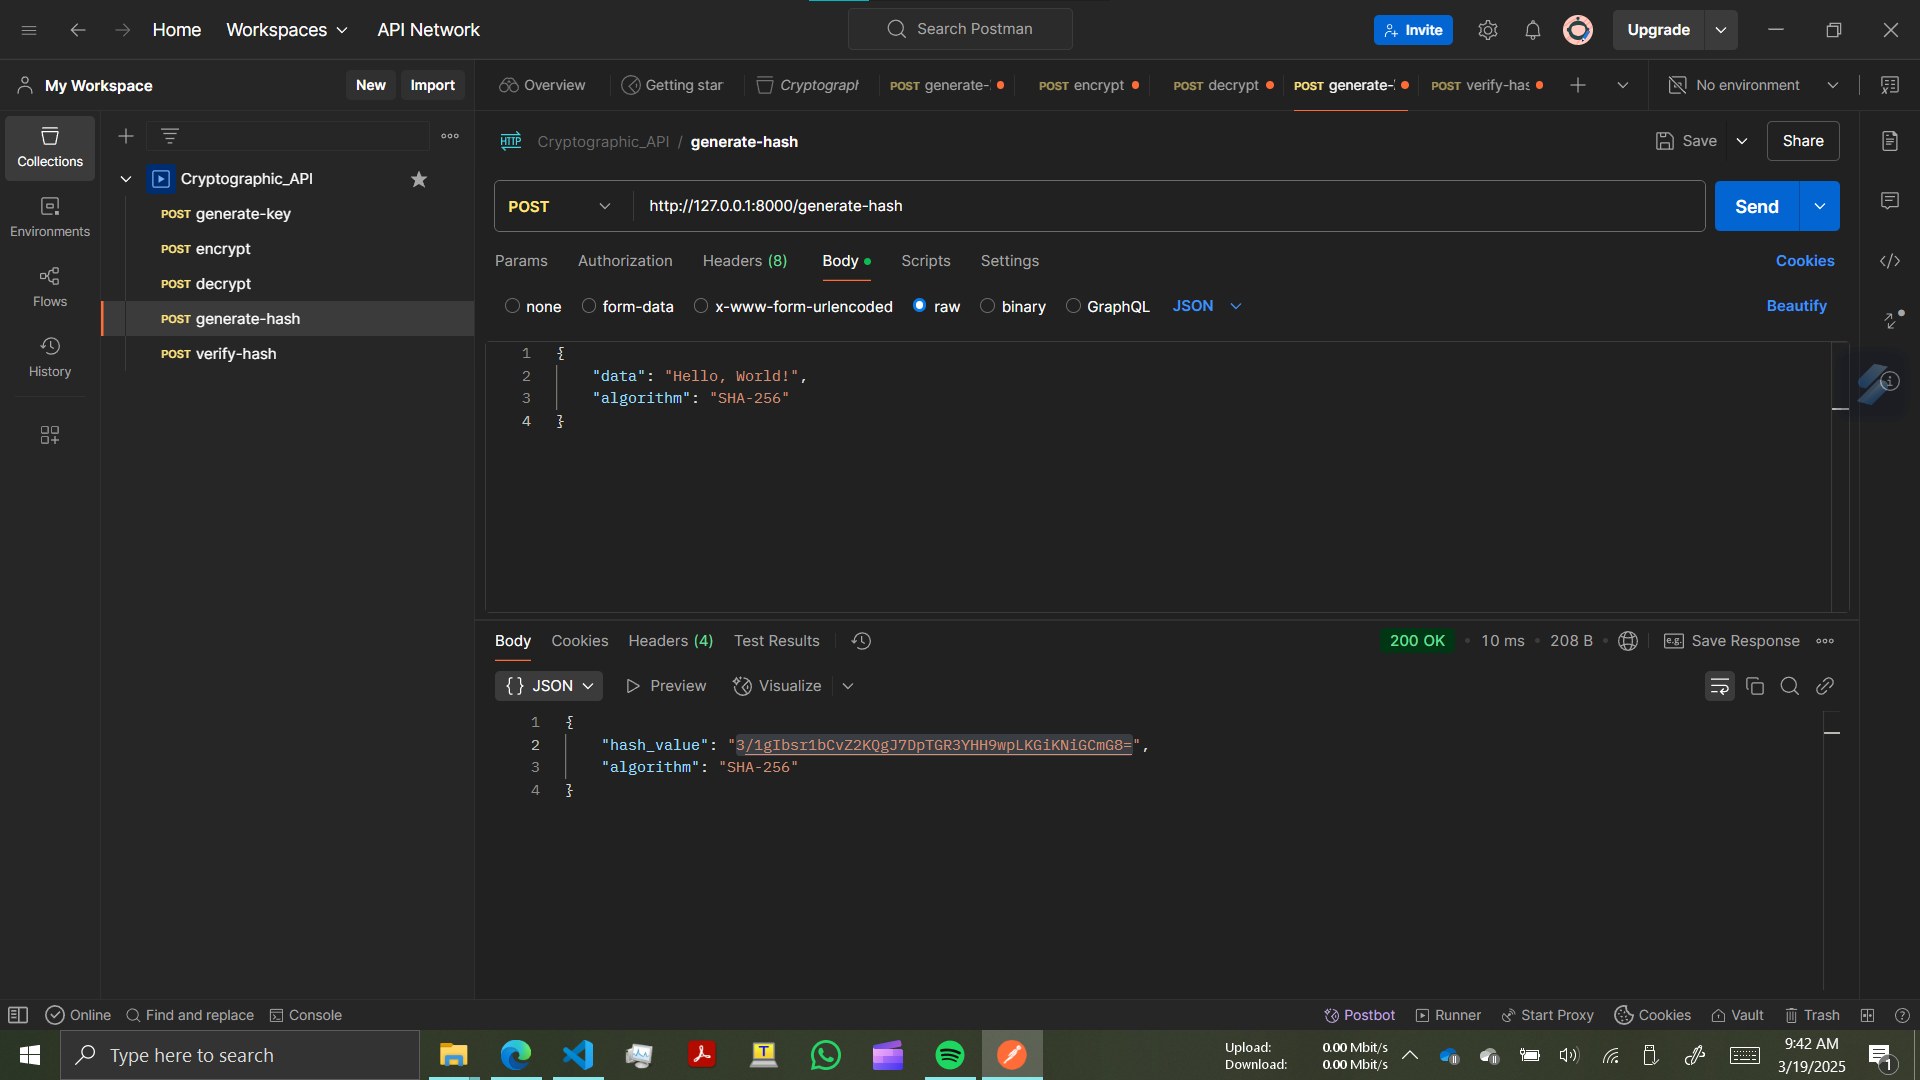 Home Workspaces API Network Search Postman Invite Upgrade
My Workspace New Import Overview Getting star Cryptograph POST generate- POST encrypt POST decrypt POST generate- POST verify-has No environment
Collections
Environments
Flows
History
Cryptographic_API
POST generate-key
POST encrypt
POST decrypt
POST generate-hash
POST verify-hash
HTTP Cryptographic_API / generate-hash Save Share
POST http://127.0.0.1:8000/generate-hash Send
Params Authorization Headers (8) Body Scripts Settings Cookies
none form-data x-www-form-urlencoded raw binary GraphQL JSON Beautify
1 {
2 "data": "Hello, World!",
3 "algorithm": "SHA-256"
4 }
Body Cookies Headers (4) Test Results 200 OK 10 ms 208 B e.g. Save Response
{} JSON Preview Visualize
1 {
2 "hash_value": "3/1gIbsr1bCvZ2KQgJ7DpTGR3YHH9wpLKGiKNiGCmG8=",
3 "algorithm": "SHA-256"
4 }
Online Find and replace Console Postbot Runner Start Proxy Cookies Vault Trash
Type here to search
Upload: 0.00 Mbit/s
Download: 0.00 Mbit/s
9:42 AM
3/19/2025
1